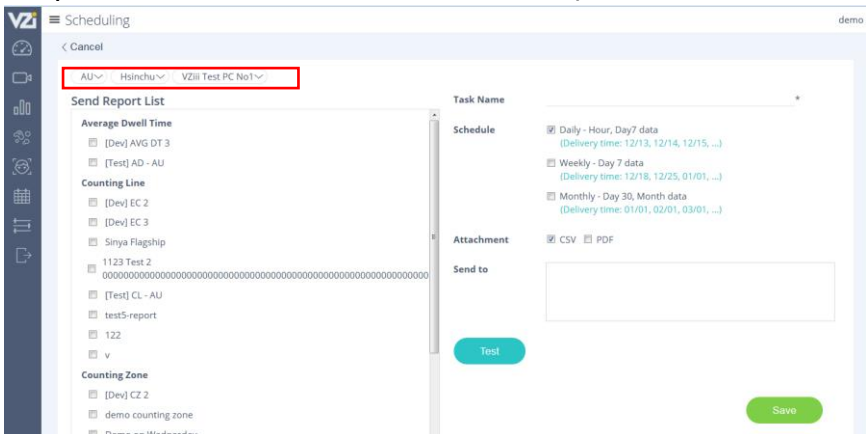 VZi Scheduling demo
< Cancel
AU Hsinchu VZiii Test PC No1
Send Report List
Average Dwell Time
[Dev] AVG DT 3
[Test] AD - AU
Counting Line
[Dev] EC 2
[Dev] EC 3
Sinya Flagship
1123 Test 2
[Test] CL - AU
test5-report
122
v
Counting Zone
[Dev] CZ 2
demo counting zone
Demo on Wednesday
Task Name *
Schedule Daily - Hour, Day7 data
(Delivery time: 12/13, 12/14, 12/15, ...)
Weekly - Day 7 data
(Delivery time: 12/18, 12/25, 01/01, ...)
Monthly - Day 30, Month data
(Delivery time: 01/01, 02/01, 03/01, ...)
Attachment CSV PDF
Send to
Test
Save